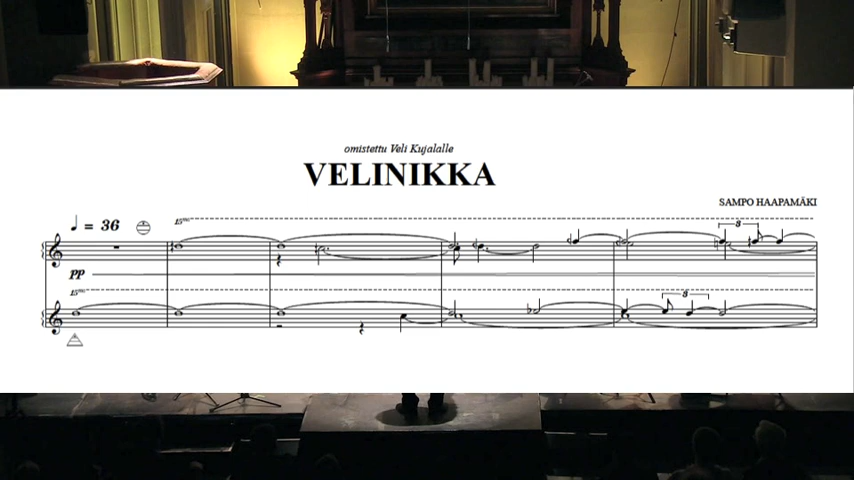 omistettu Veli Kujalalle
VELINIKKA
SAMPO HAAPAMÄKI
= 36
15ma
pp
15ma
3
3